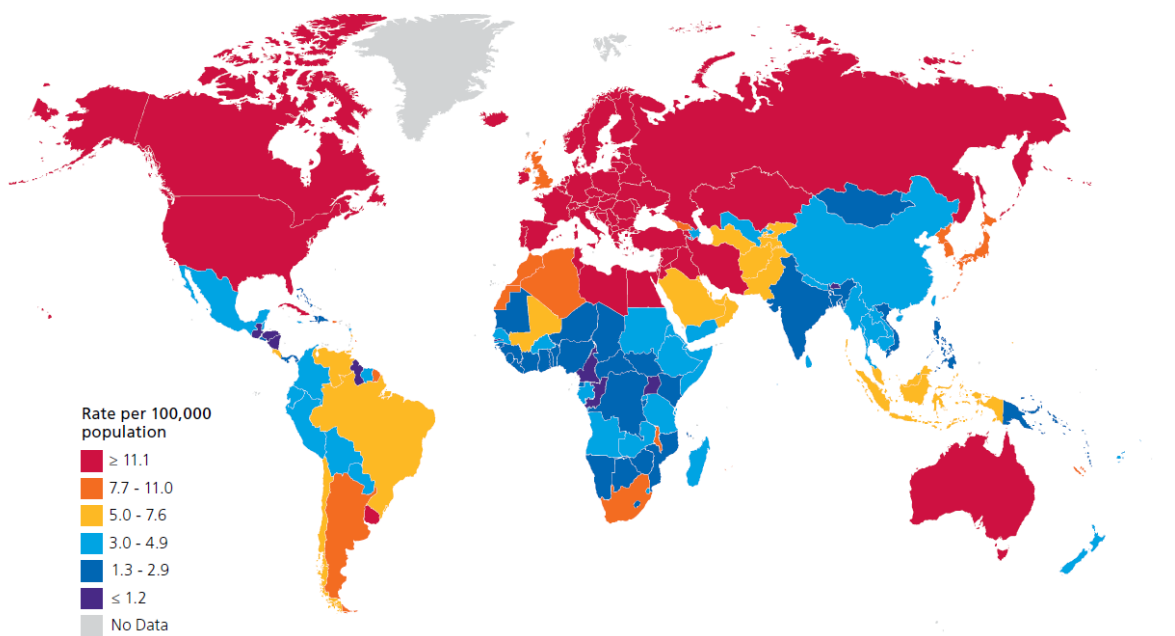 Rate per 100,000
population
≥ 11.1
7.7 - 11.0
5.0 - 7.6
3.0 - 4.9
1.3 - 2.9
≤ 1.2
No Data